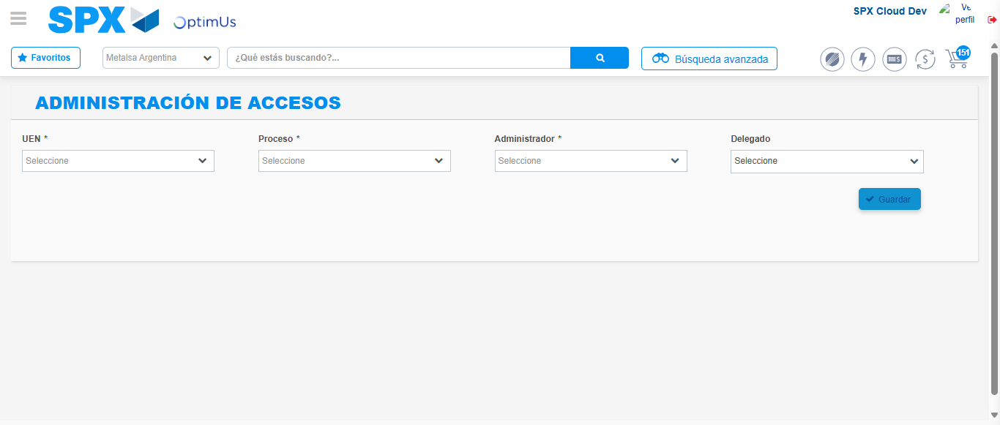 SPX
OptimUs
SPX Cloud Dev
Ve
perfil
Favoritos
Metalsa Argentina
¿Qué estás buscando?...
Búsqueda avanzada
151
ADMINISTRACIÓN DE ACCESOS
UEN *
Proceso *
Administrador *
Delegado
Seleccione
Seleccione
Seleccione
Seleccione
Guardar